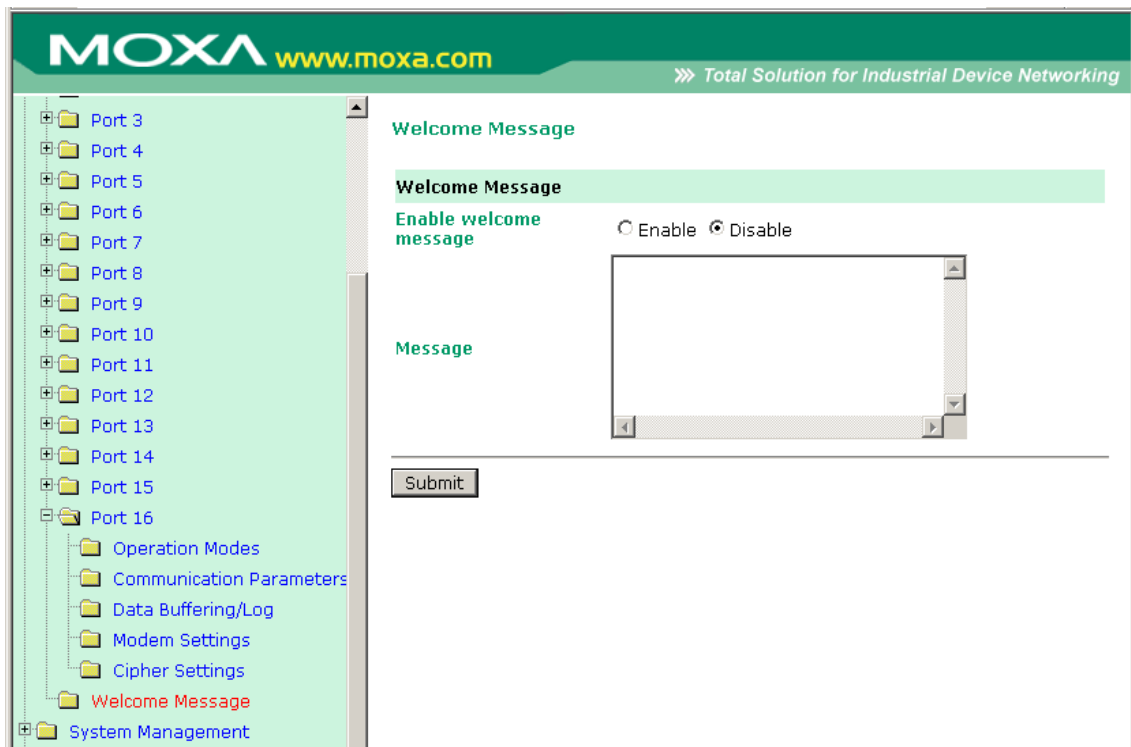 MOXA www.moxa.com
Total Solution for Industrial Device Networking
Port 3
Port 4
Port 5
Port 6
Port 7
Port 8
Port 9
Port 10
Port 11
Port 12
Port 13
Port 14
Port 15
Port 16
Operation Modes
Communication Parameters
Data Buffering/Log
Modem Settings
Cipher Settings
Welcome Message
System Management
Welcome Message
Welcome Message
Enable welcome
message
Enable Disable
Message
Submit